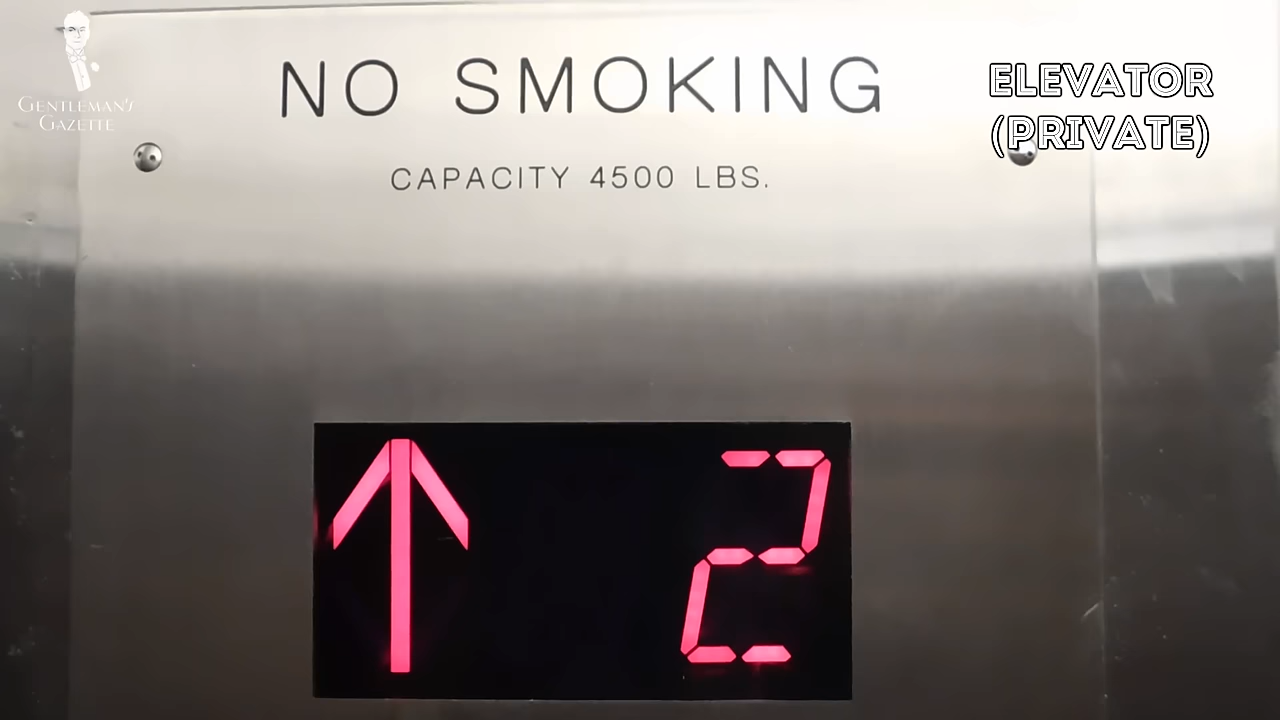 GENTLEMAN'S
GAZETTE
NO SMOKING
CAPACITY 4500 LBS.
ELEVATOR
(PRIVATE)
2